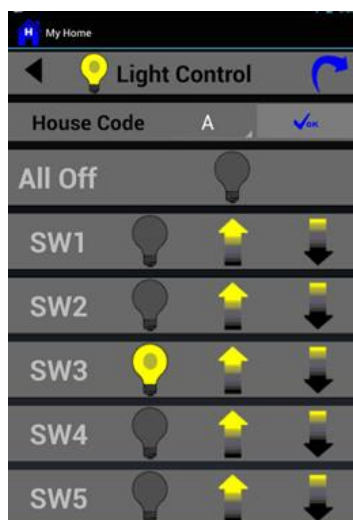 H My Home
Light Control
House Code A OK
All Off
SW1
SW2
SW3
SW4
SW5